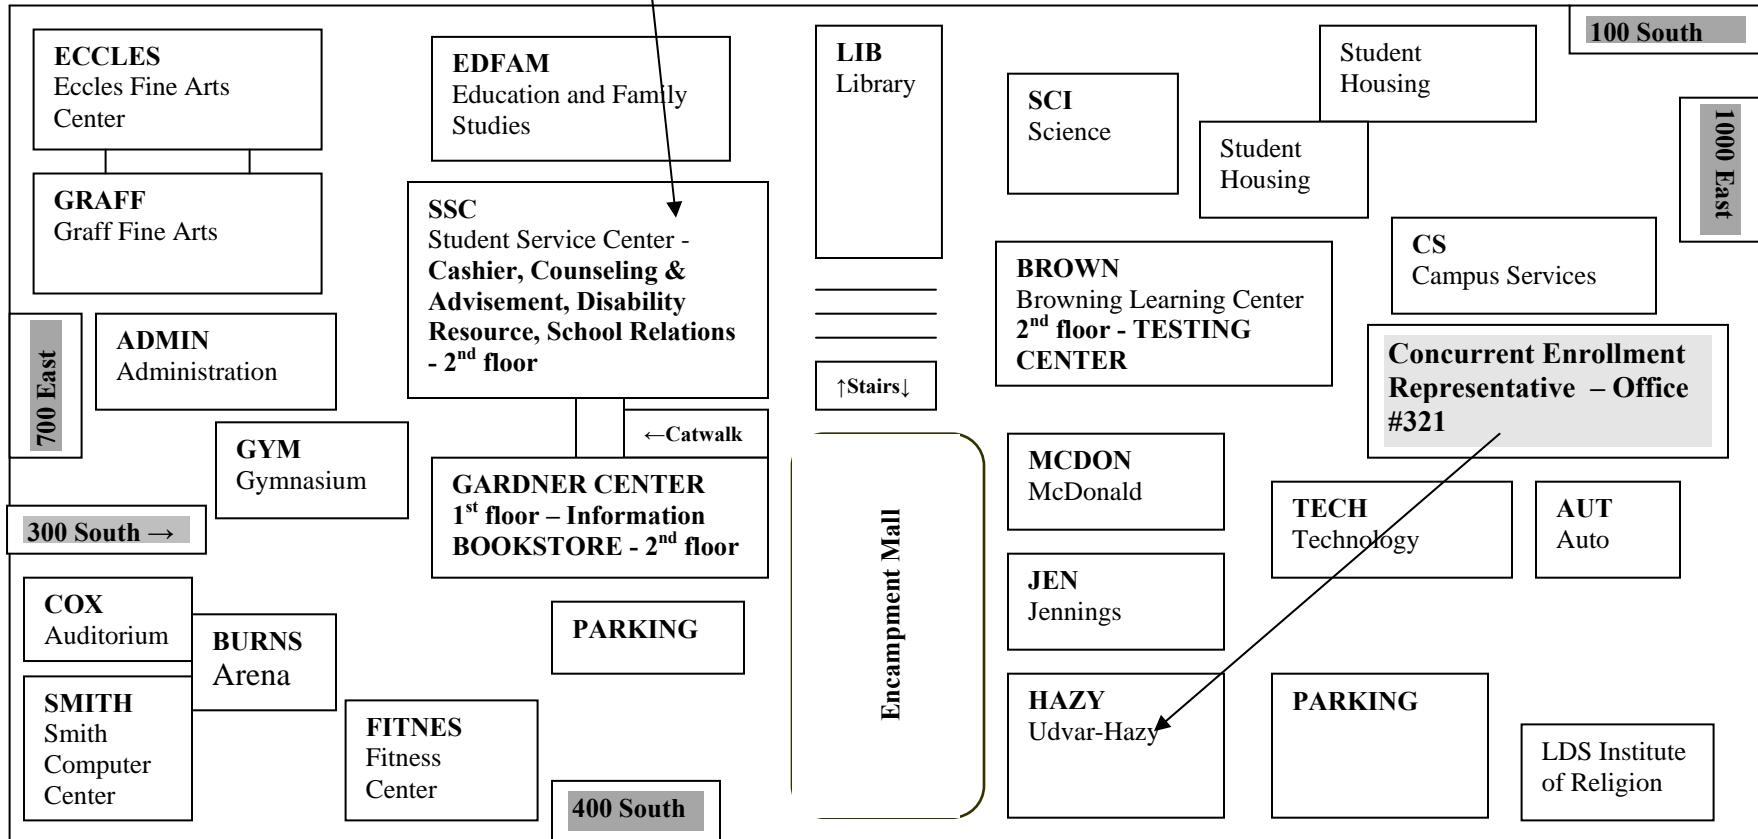 100 South
ECCLES
Eccles Fine Arts
Center
EDFAM
Education and Family
Studies
LIB
Library
SCI
Science
Student
Housing
Student
Housing
1000 East
GRAFF
Graff Fine Arts
SSC
Student Service Center -
Cashier, Counseling &
Advisement, Disability
Resource, School Relations
- 2nd floor
BROWN
Browning Learning Center
2nd floor - TESTING
CENTER
CS
Campus Services
700 East
ADMIN
Administration
↑Stairs↓
Concurrent Enrollment
Representative – Office
#321
GYM
Gymnasium
←Catwalk
GARDNER CENTER
1st floor – Information
BOOKSTORE - 2nd floor
Encampment Mall
MCDON
McDonald
TECH
Technology
AUT
Auto
300 South →
COX
Auditorium
BURNS
Arena
PARKING
JEN
Jennings
SMITH
Smith
Computer
Center
FITNES
Fitness
Center
400 South
HAZY
Udvar-Hazy
PARKING
LDS Institute
of Religion